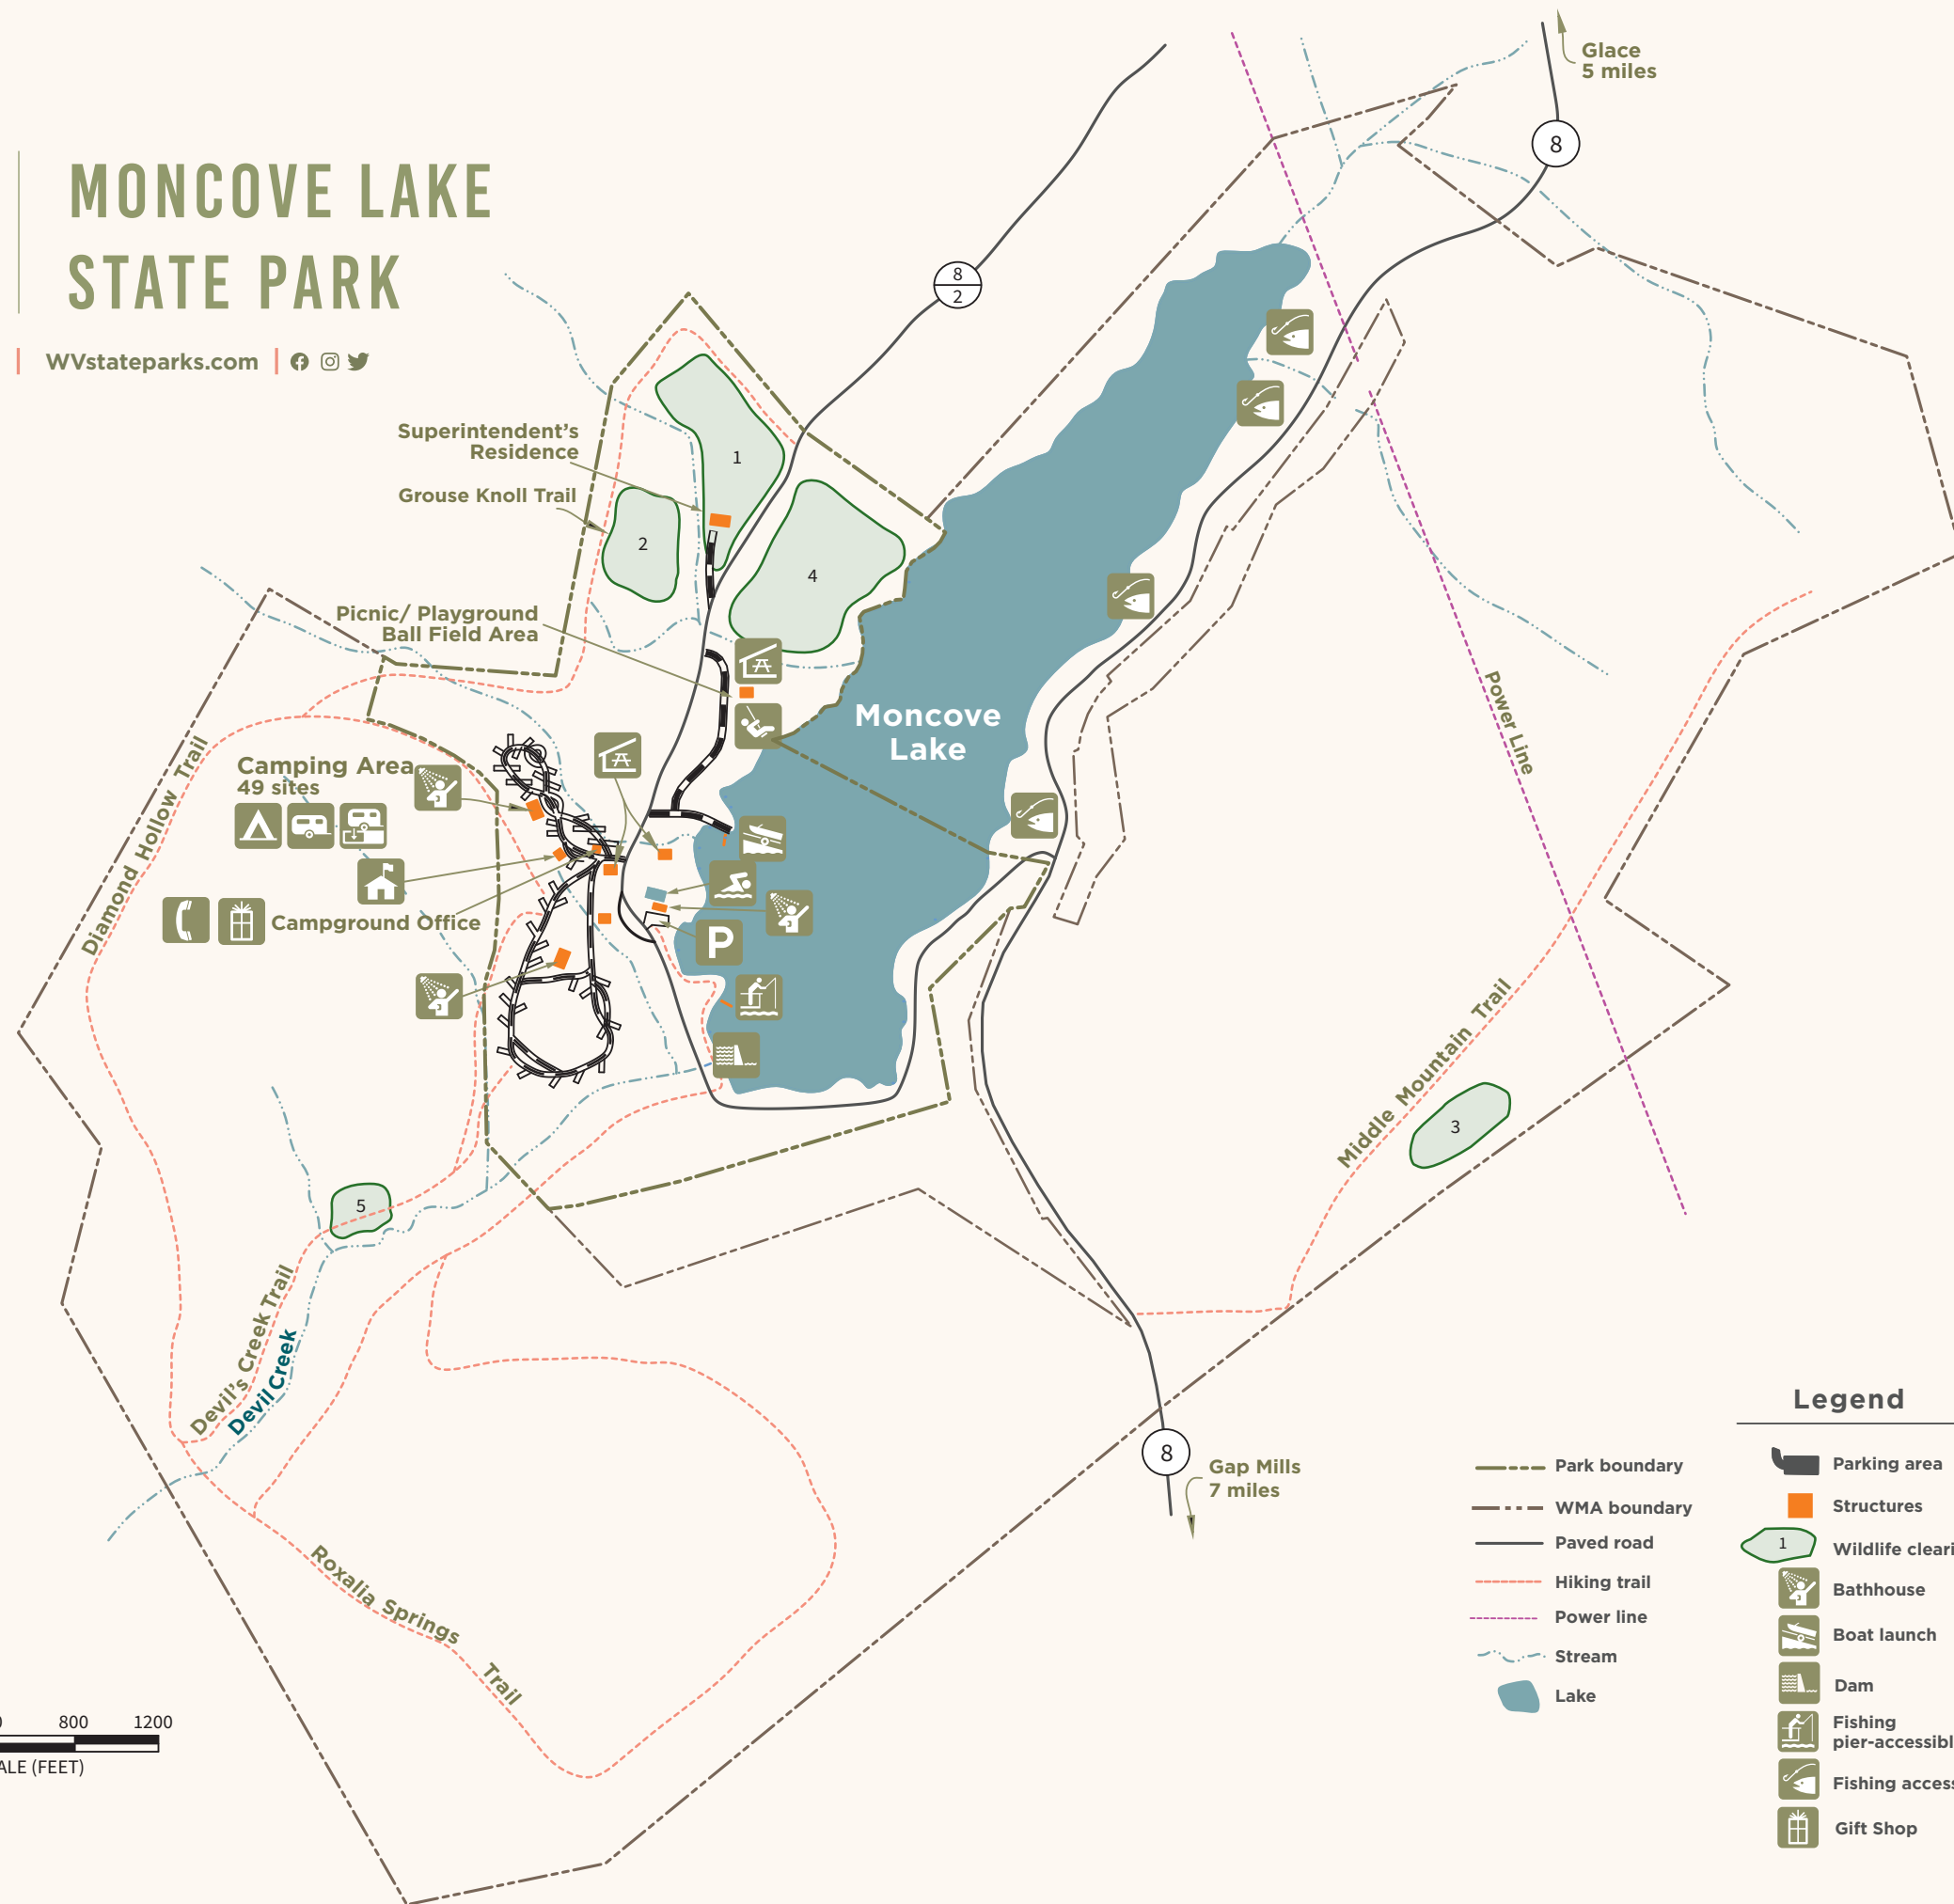 MONCOVE LAKE
STATE PARK
WVstateparks.com
Glace
5 miles
8
8
2
Superintendent's
Residence
Grouse Knoll Trail
1
2
4
Picnic/ Playground
Ball Field Area
Moncove
Lake
Power Line
Diamond Hollow Trail
Camping Area
49 sites
Campground Office
P
Middle Mountain Trail
3
5
Devil's Creek Trail
Devil Creek
8
Gap Mills
7 miles
Roxalia Springs
Trail
800 1200
(FEET)
Legend
Park boundary
WMA boundary
Paved road
Hiking trail
Power line
Stream
Lake
Parking area
Structures
1
Wildlife
Bathhouse
Boat launch
Dam
Fishing
Fishing
Gift Shop